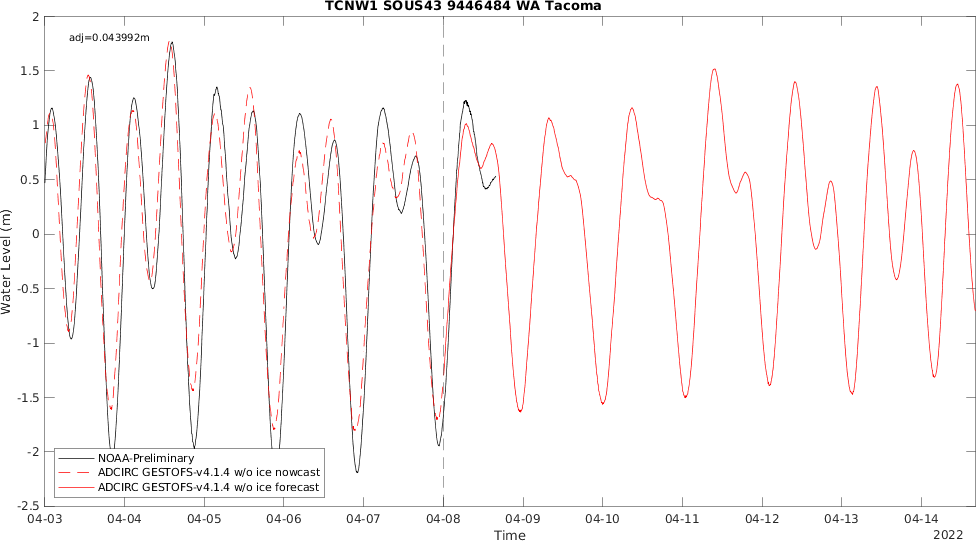 TCNW1 SOUS43 9446484 WA Tacoma
adj=0.043992m
2
1.5
1
0.5
0
-0.5
-1
-1.5
-2
-2.5
Water Level (m)
NOAA-Preliminary
ADCIRC GESTOFS-v4.1.4 w/o ice nowcast
ADCIRC GESTOFS-v4.1.4 w/o ice forecast
04-03 04-04 04-05 04-06 04-07 04-08 04-09 04-10 04-11 04-12 04-13 04-14
Time
2022